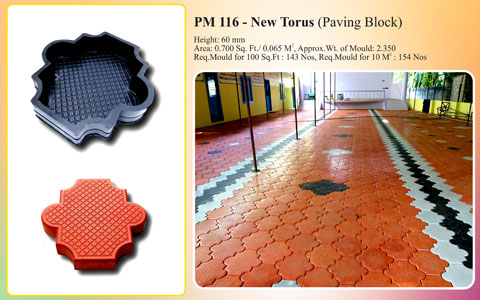 PM 116 - New Torus (Paving Block)
Height: 60 mm
Area: 0.700 Sq. Ft./ 0.065 M², Approx.Wt. of Mould: 2.350
Req.Mould for 100 Sq.Ft : 143 Nos, Req.Mould for 10 M² : 154 Nos